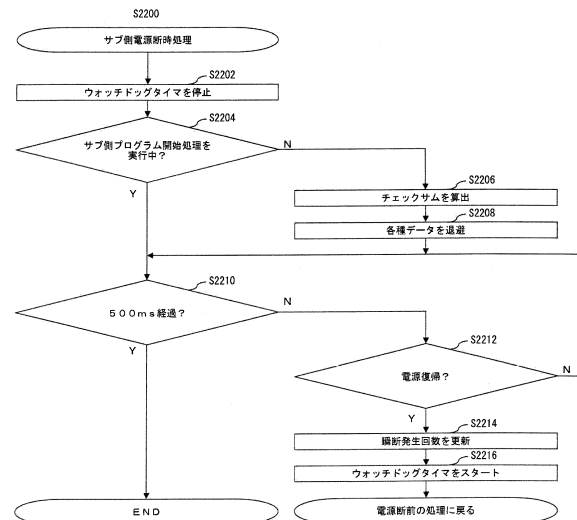 S2200
サブ側電源断時処理
S2202
ウォッチドッグタイマを停止
S2204
サブ側プログラム開始処理を
実行中？
N
Y
S2206
チェックサムを算出
S2208
各種データを退避
S2210
５００ｍｓ経過？
N
Y
S2212
電源復帰？
N
Y
S2214
瞬断発生回数を更新
S2216
ウォッチドッグタイマをスタート
ＥＮＤ
電源断前の処理に戻る